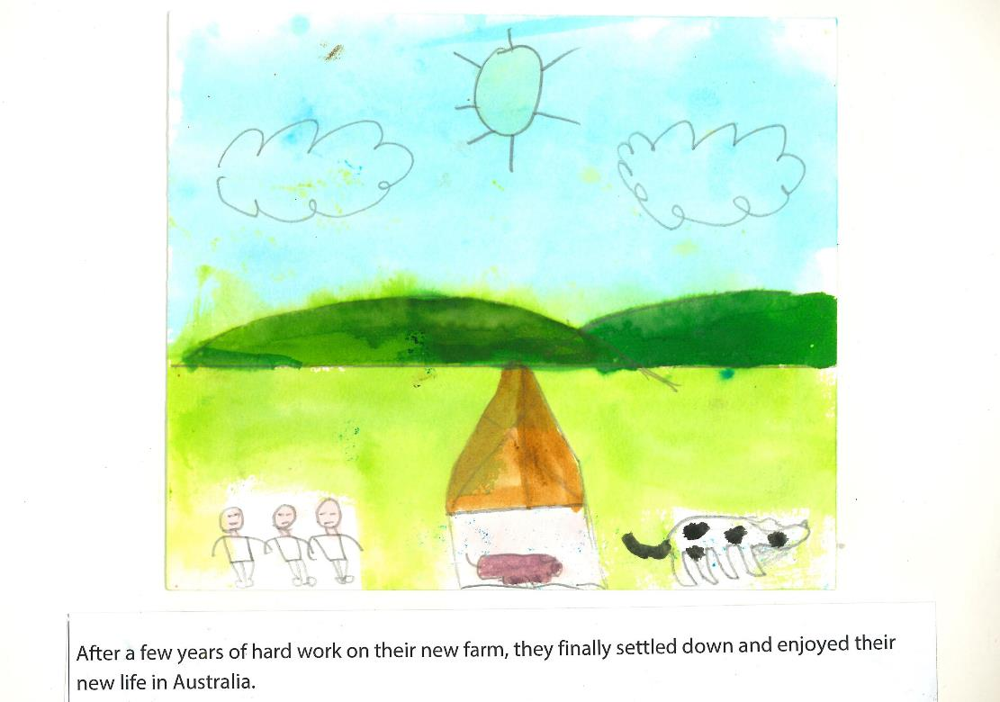 After a few years of hard work on their new farm, they finally settled down and enjoyed their
new life in Australia.